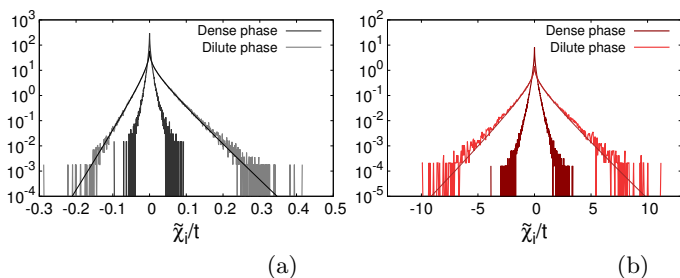 10^3
10^2
10^1
10^0
10^-1
10^-2
10^-3
10^-4
-0.3 -0.2 -0.1 0 0.1 0.2 0.3 0.4 0.5
χ̃_i/t
Dense phase
Dilute phase
(a)
10^2
10^1
10^0
10^-1
10^-2
10^-3
10^-4
10^-5
-10 -5 0 5 10
χ̃_i/t
Dense phase
Dilute phase
(b)